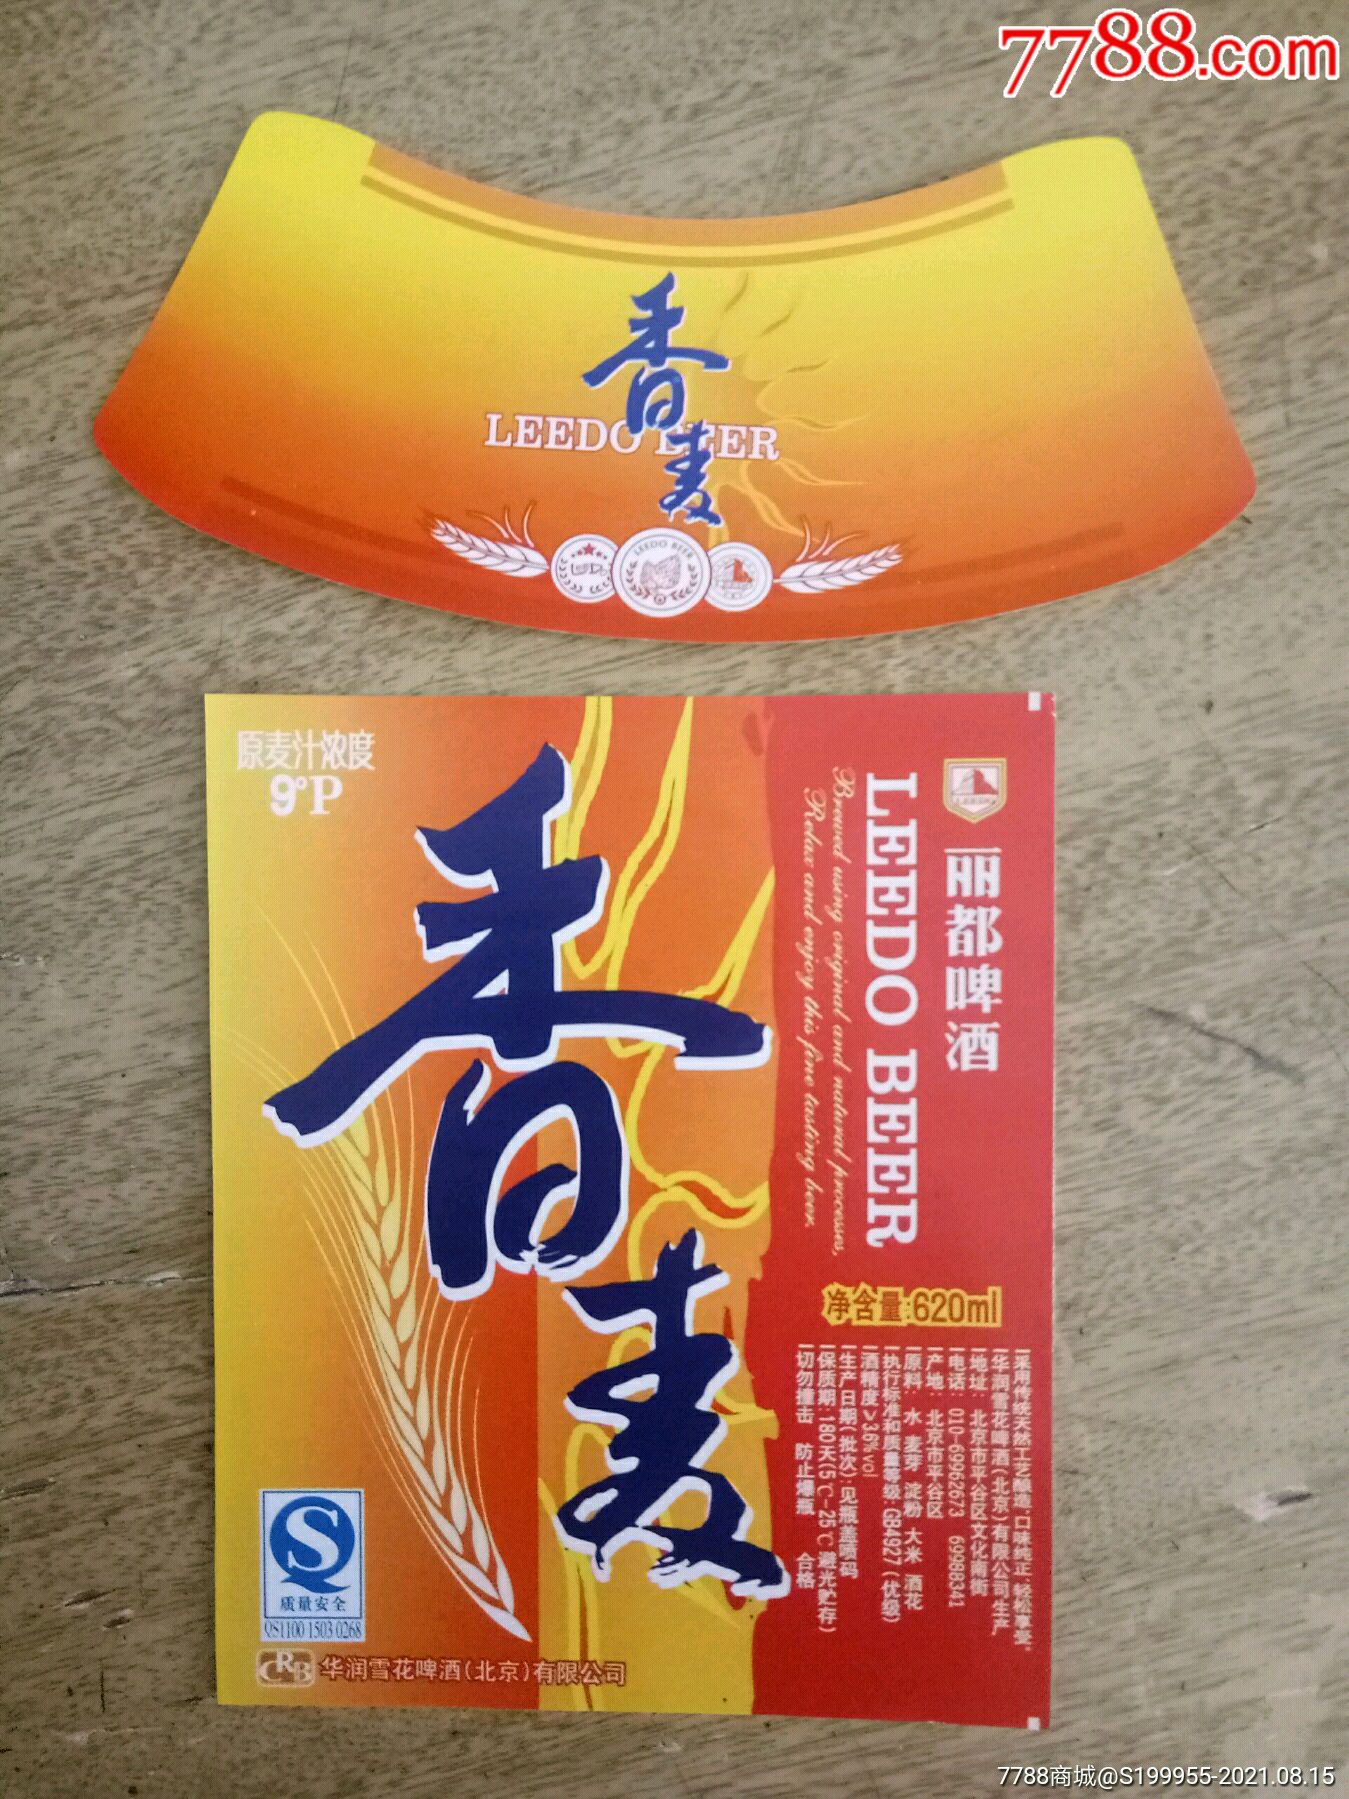 7788.com
香麦
LEEDO BEER
LEEDO BEER
原麦汁浓度
9°P
香麦
丽都啤酒
LEEDO BEER
Brewed using original and natural processes,
Relax and enjoy this fine tasting beer.
净含量:620ml
采用传统天然工艺酿造,口味纯正,轻松享受。
华润雪花啤酒(北京)有限公司生产
地址: 北京市平谷区文化南街
电话: 010-69962673 69988341
产地: 北京市平谷区
原料: 水 麦芽 淀粉 大米 酒花
执行标准和质量等级:GB4927(优级)
酒精度≥3.6%vol
生产日期(批次):见瓶盖喷码
保质期:180天(5℃-25℃避光贮存)
切勿撞击 防止爆瓶 合格
质量安全
QS1100 1503 0268
CRB 华润雪花啤酒(北京)有限公司
7788商城@S199955-2021.08.15